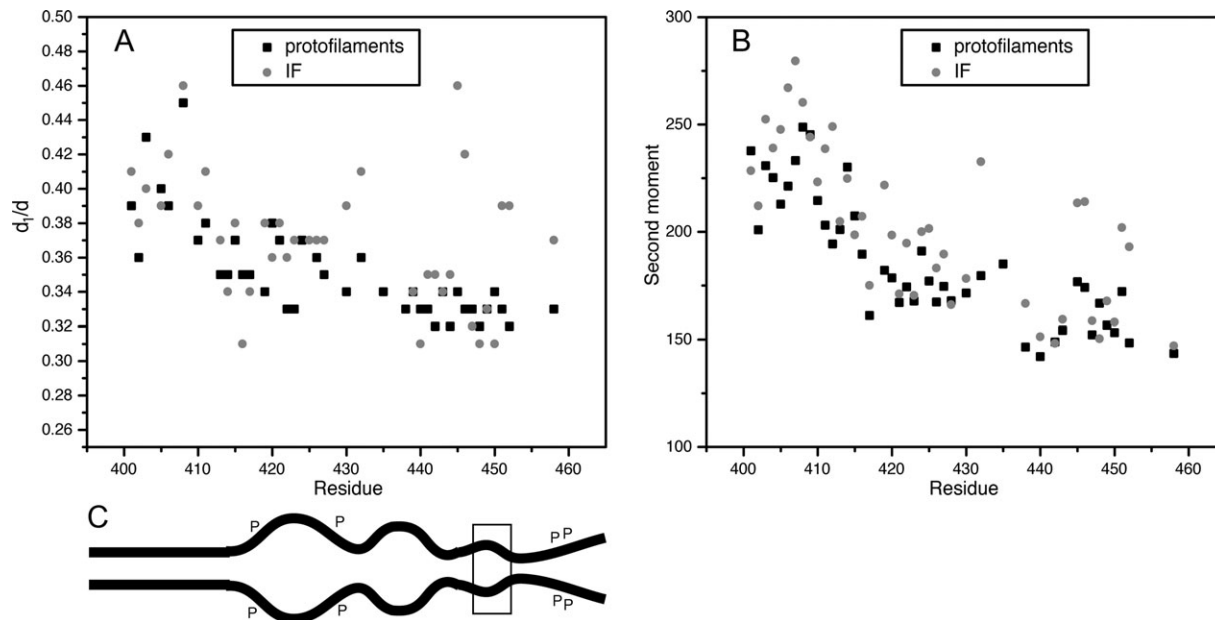 A
protofilaments
IF
0.50
0.48
0.46
0.44
0.42
0.40
0.38
0.36
0.34
0.32
0.30
0.28
0.26
d₁/d
400 410 420 430 440 450 460
Residue
B
protofilaments
IF
300
250
200
150
100
Second moment
400 410 420 430 440 450 460
Residue
C
P P P P
P P P P